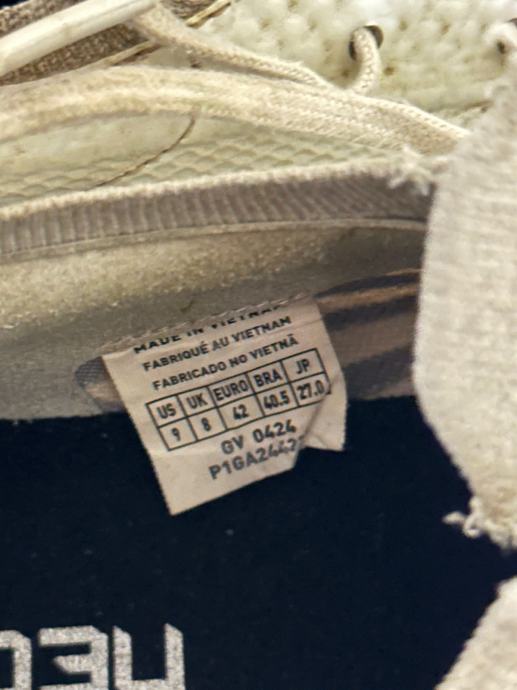 MADE IN VIETNAM
FABRIQUÉ AU VIETNAM
FABRICADO NO VIETNÃ
US UK EURO BRA JP
9 8 42 40.5 27.0
GV 0424